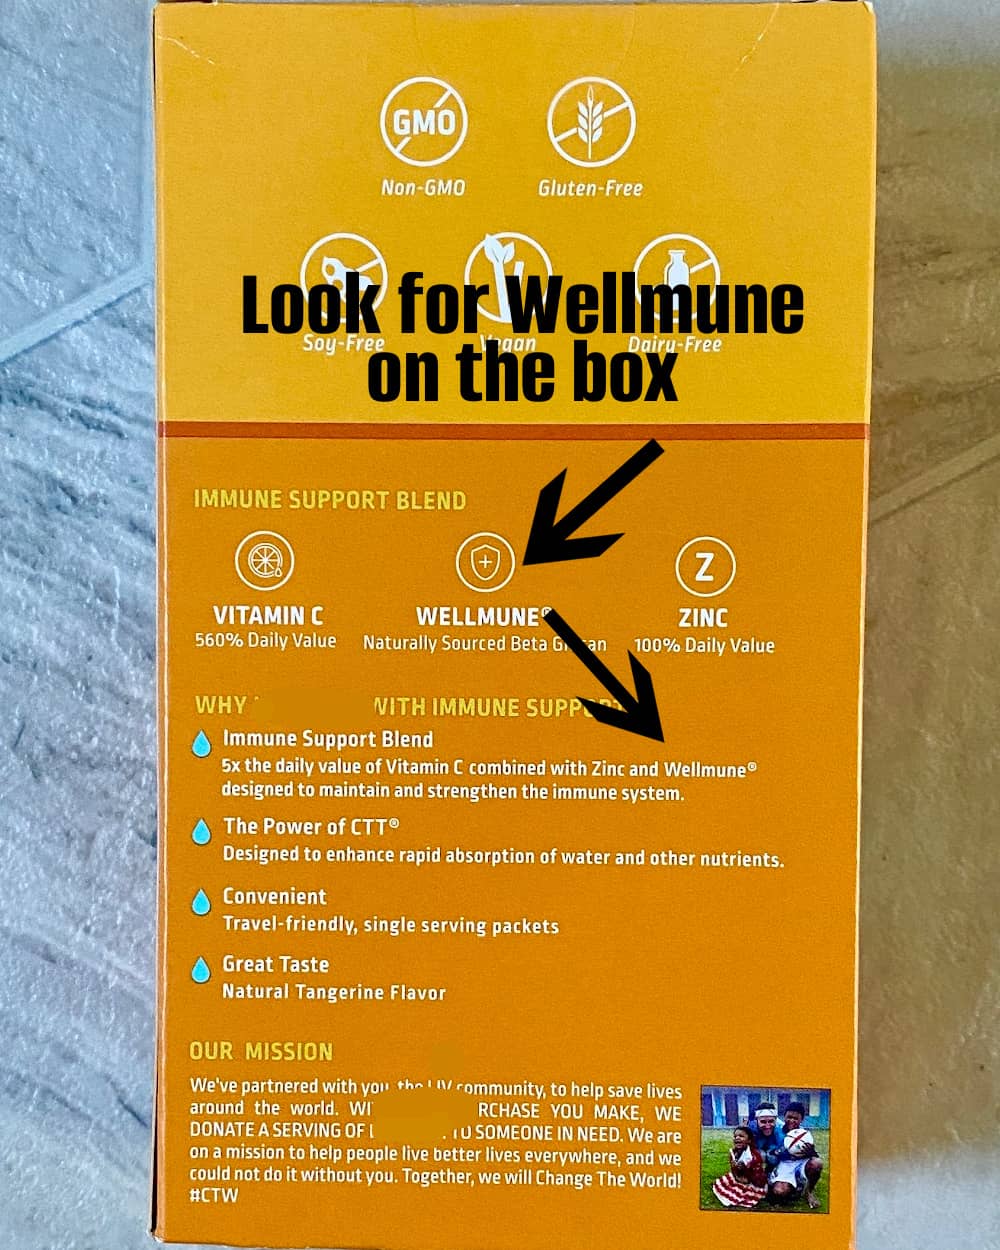 GMO
Non-GMO Gluten-Free
Look for Wellmune
Soy-Free Vegan Dairy-Free
on the box
IMMUNE SUPPORT BLEND
Z
VITAMIN C WELLMUNE® ZINC
560% Daily Value Naturally Sourced Beta 100% Daily Value
WHY WITH IMMUNE
Immune Support Blend
5x the daily value of Vitamin C combined with Zinc and Wellmune®
designed to maintain and strengthen the immune system.
The Power of CTT®
Designed to enhance rapid absorption of water and other nutrients.
Convenient
Travel-friendly, single serving packets
Great Taste
Natural Tangerine Flavor
OUR MISSION
We've partnered with you, the community, to help save lives
around the world. YOU MAKE, WE
DONATE A SERVING OF TO SOMEONE IN NEED. We are
on a mission to help people live better lives everywhere, and we
could not do it without you. Together, we will Change The World!
#CTW